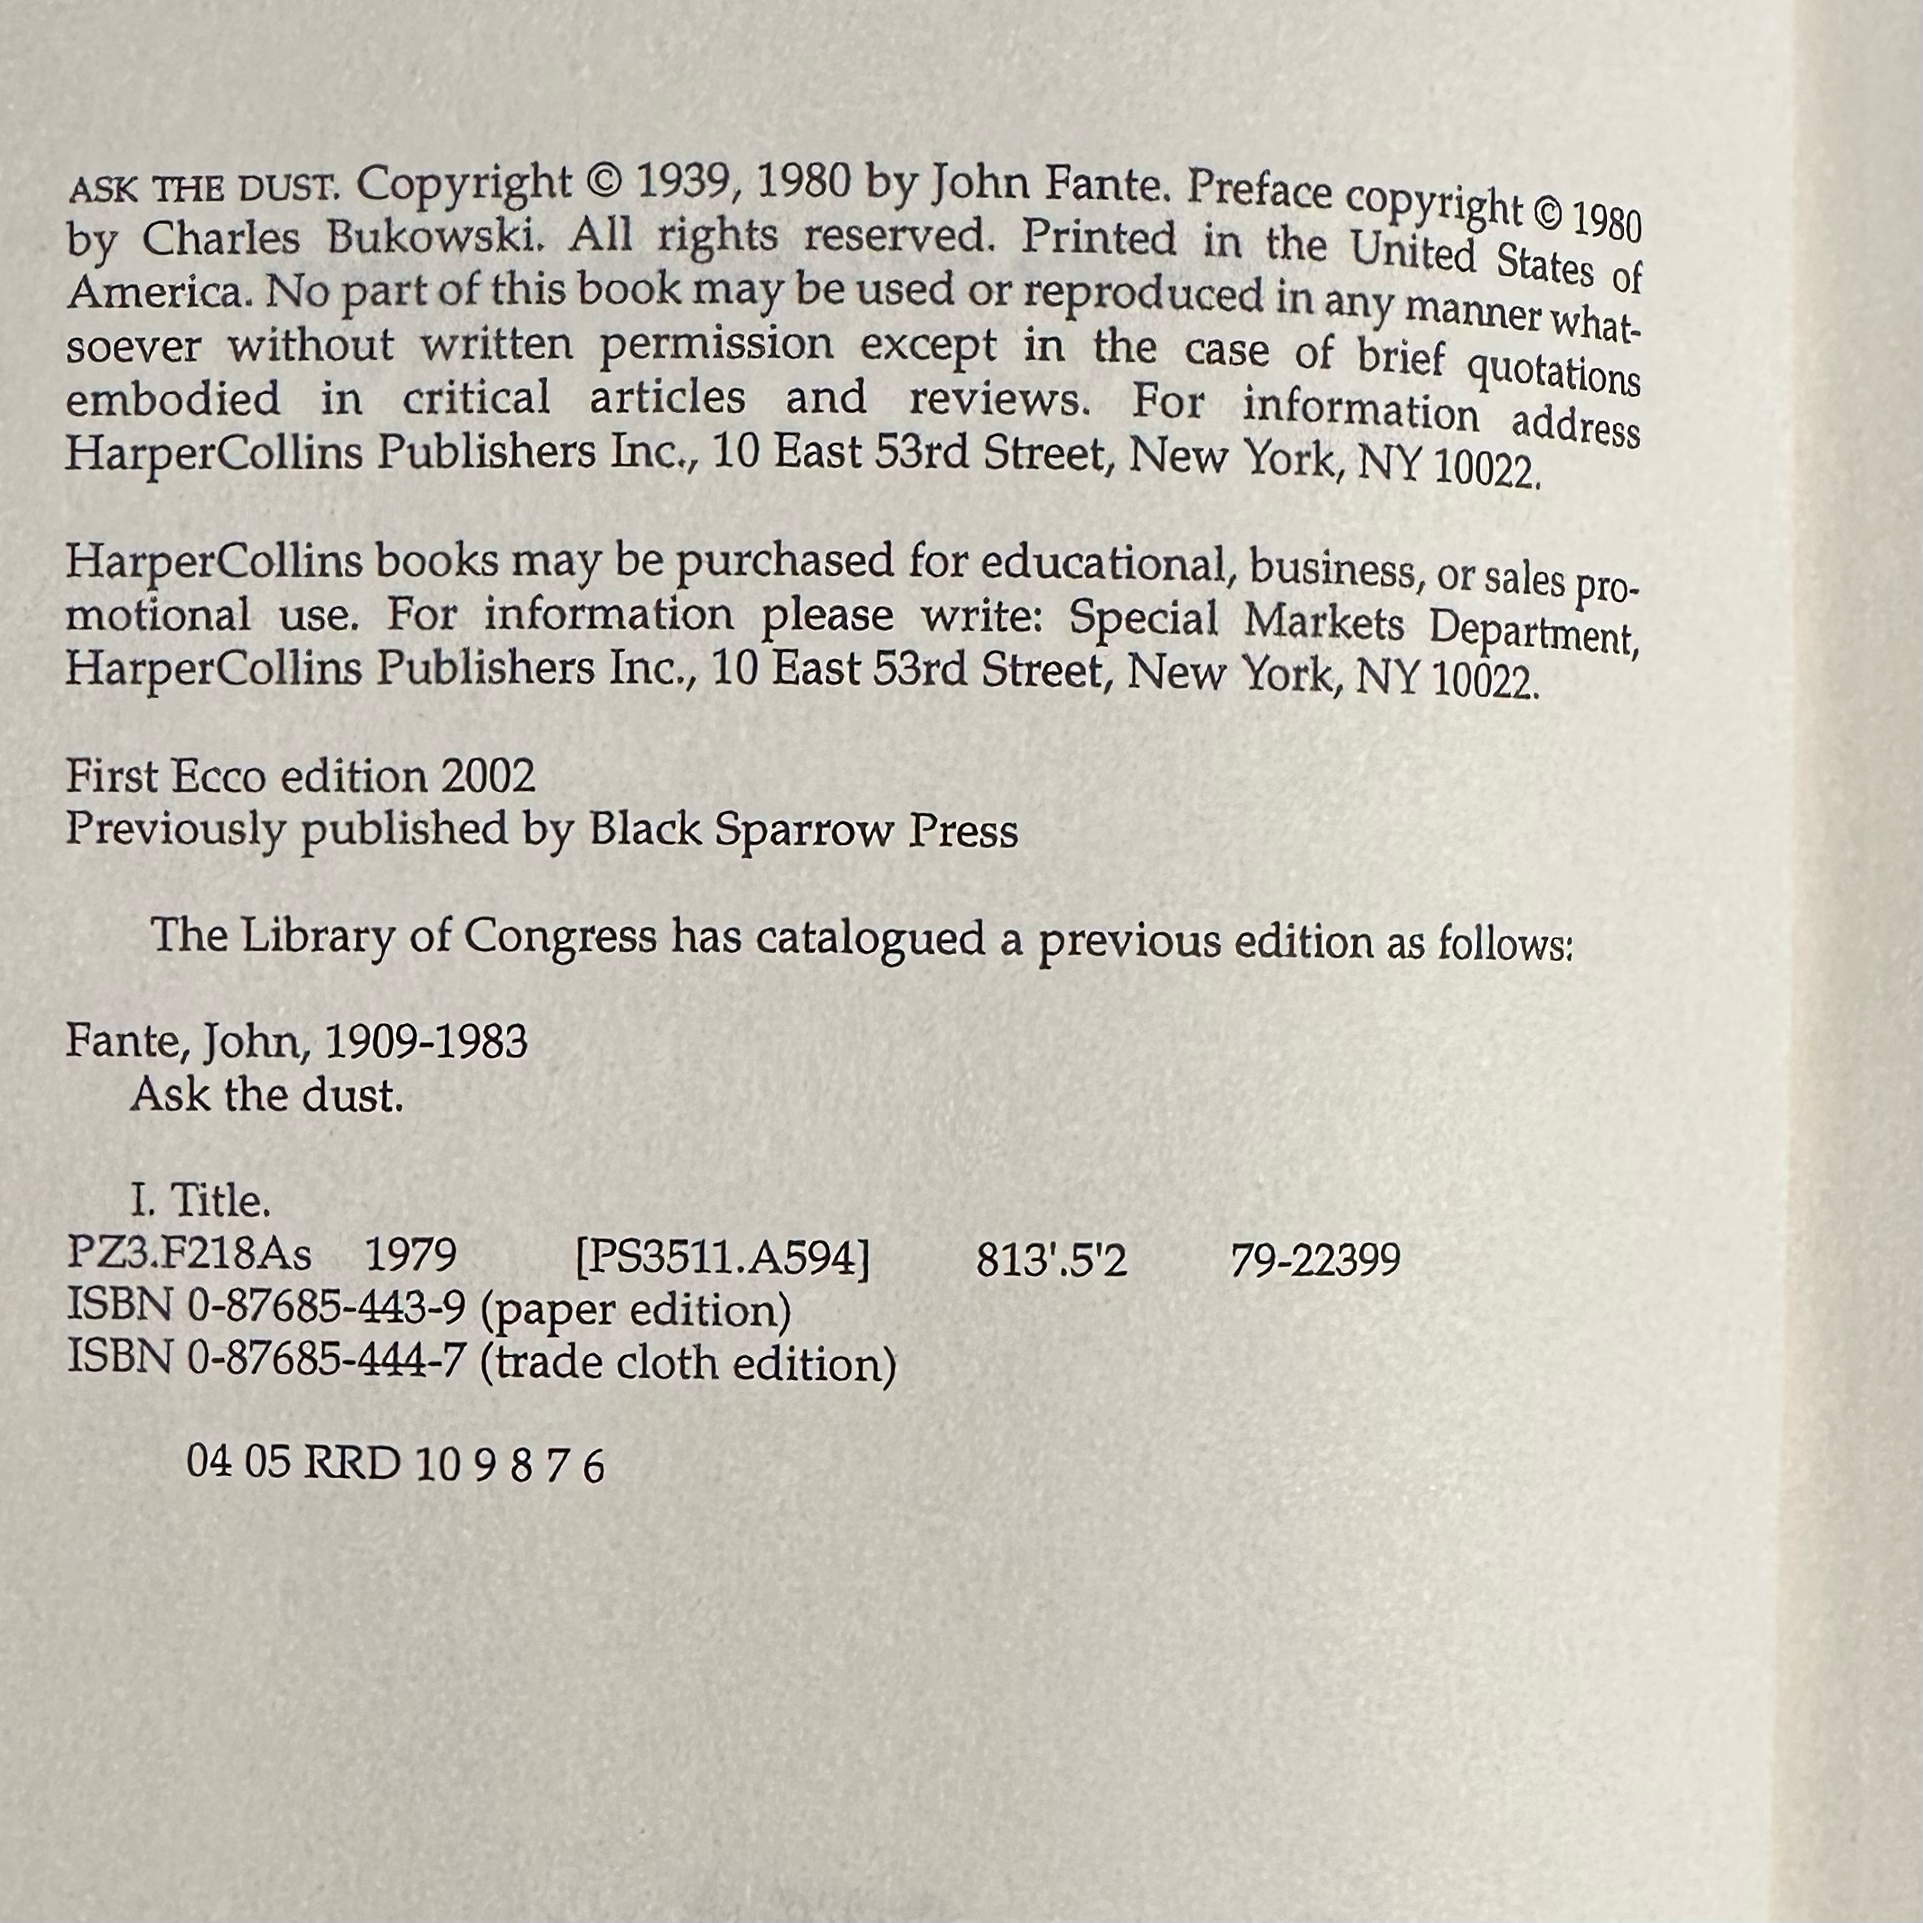 ASK THE DUST. Copyright © 1939, 1980 by John Fante. Preface copyright © 1980
by Charles Bukowski. All rights reserved. Printed in the United States of
America. No part of this book may be used or reproduced in any manner what-
soever without written permission except in the case of brief quotations
embodied in critical articles and reviews. For information address
HarperCollins Publishers Inc., 10 East 53rd Street, New York, NY 10022.
HarperCollins books may be purchased for educational, business, or sales pro-
motional use. For information please write: Special Markets Department,
HarperCollins Publishers Inc., 10 East 53rd Street, New York, NY 10022.
First Ecco edition 2002
Previously published by Black Sparrow Press
The Library of Congress has catalogued a previous edition as follows:
Fante, John, 1909-1983
Ask the dust.
I. Title.
PZ3.F218As 1979 [PS3511.A594] 813'.5'2 79-22399
ISBN 0-87685-443-9 (paper edition)
ISBN 0-87685-444-7 (trade cloth edition)
04 05 RRD 10 9 8 7 6